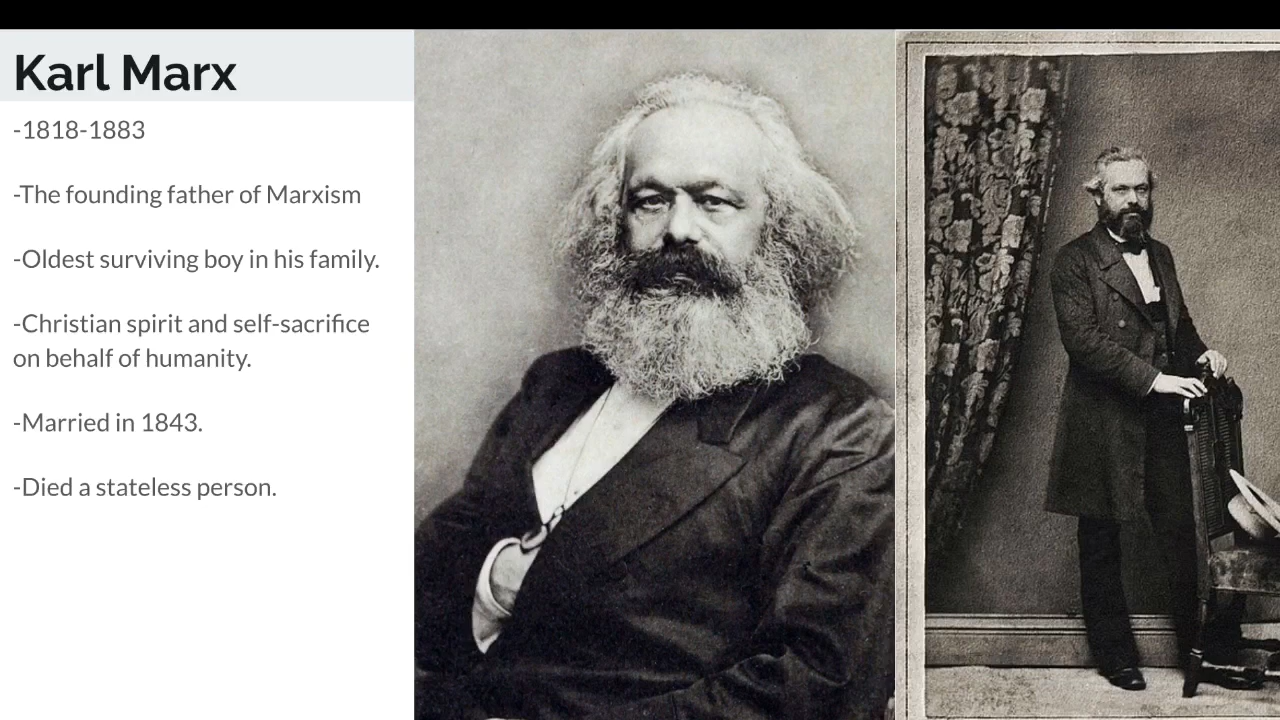 Karl Marx
-1818-1883
-The founding father of Marxism
-Oldest surviving boy in his family.
-Christian spirit and self-sacrifice
on behalf of humanity.
-Married in 1843.
-Died a stateless person.